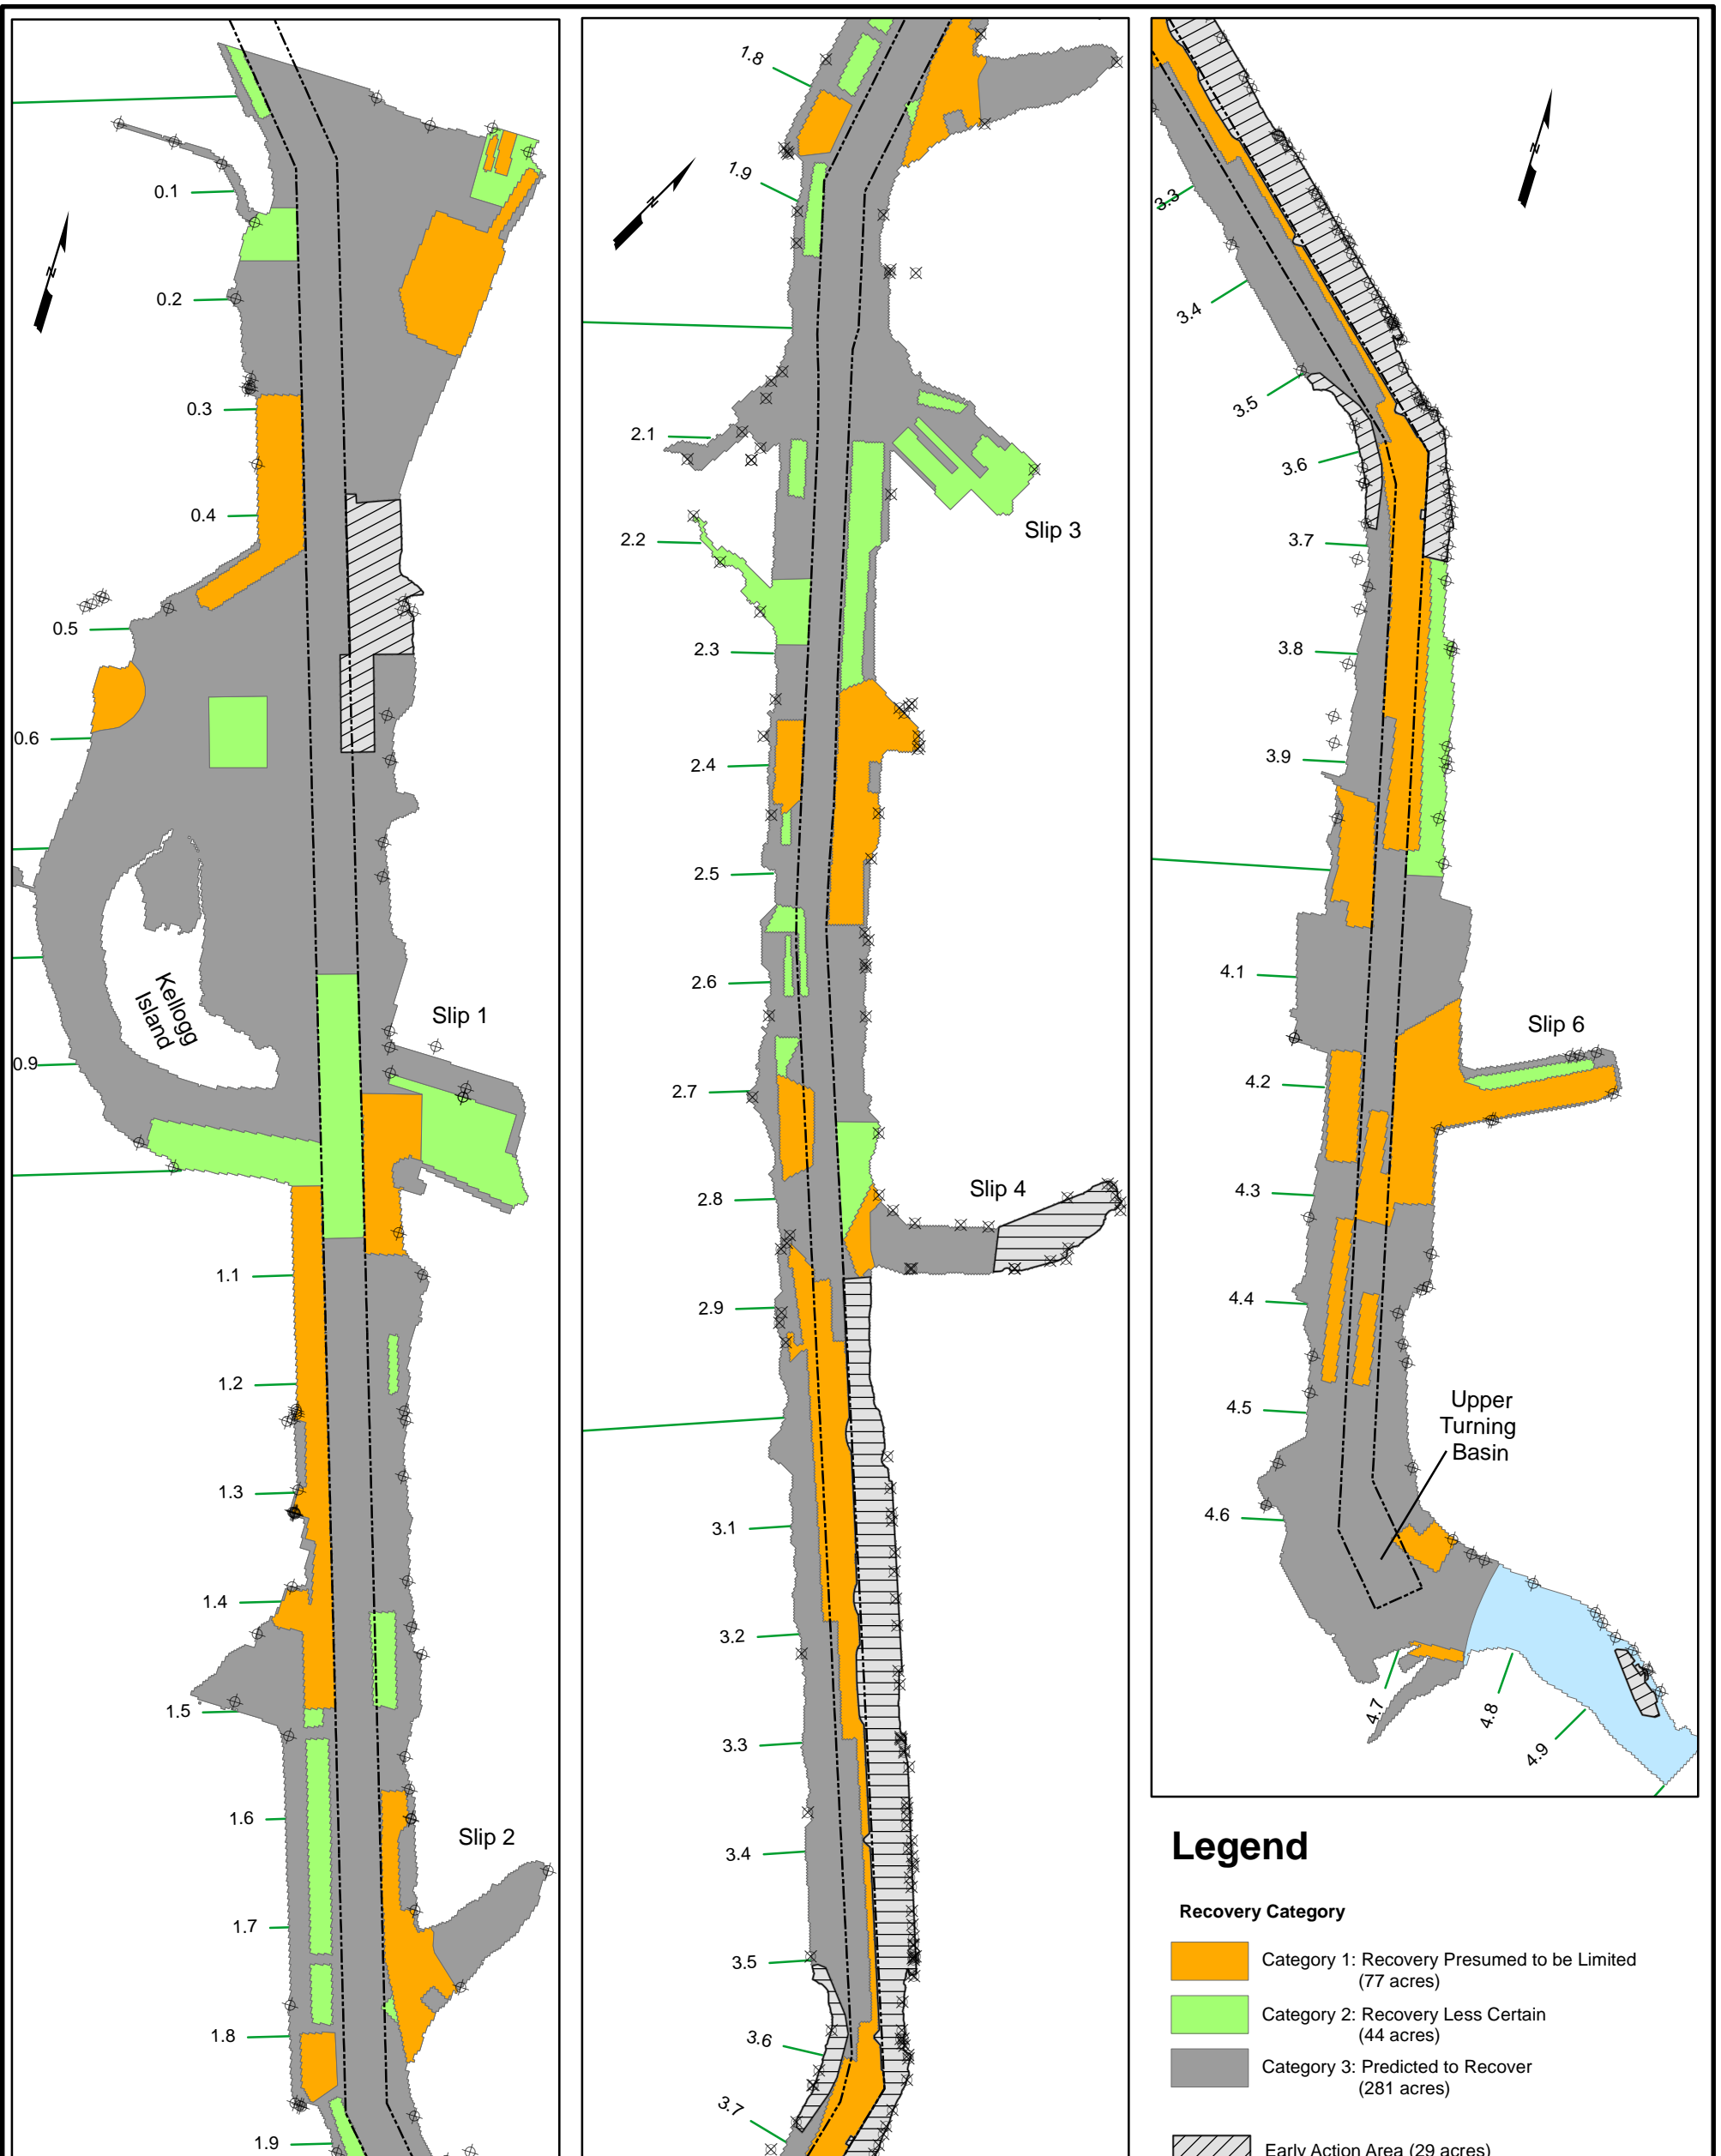 0.1
0.2
0.3
0.4
0.5
0.6
0.9
Kellogg
Island
Slip 1
1.1
1.2
1.3
1.4
1.5
1.6
1.7
1.8
1.9
Slip 2
N
1.8
1.9
2.1
2.2
2.3
2.4
2.5
2.6
2.7
2.8
2.9
3.1
3.2
3.3
3.4
3.5
3.6
3.7
Slip 3
Slip 4
N
3.3
3.4
3.5
3.6
3.7
3.8
3.9
4.1
4.2
4.3
4.4
4.5
4.6
4.7
4.8
4.9
Slip 6
Upper
Turning
Basin
N
Legend
Recovery Category
Category 1: Recovery Presumed to be Limited
(77 acres)
Category 2: Recovery Less Certain
(44 acres)
Category 3: Predicted to Recover
(281 acres)
Early Action Area (29 acres)